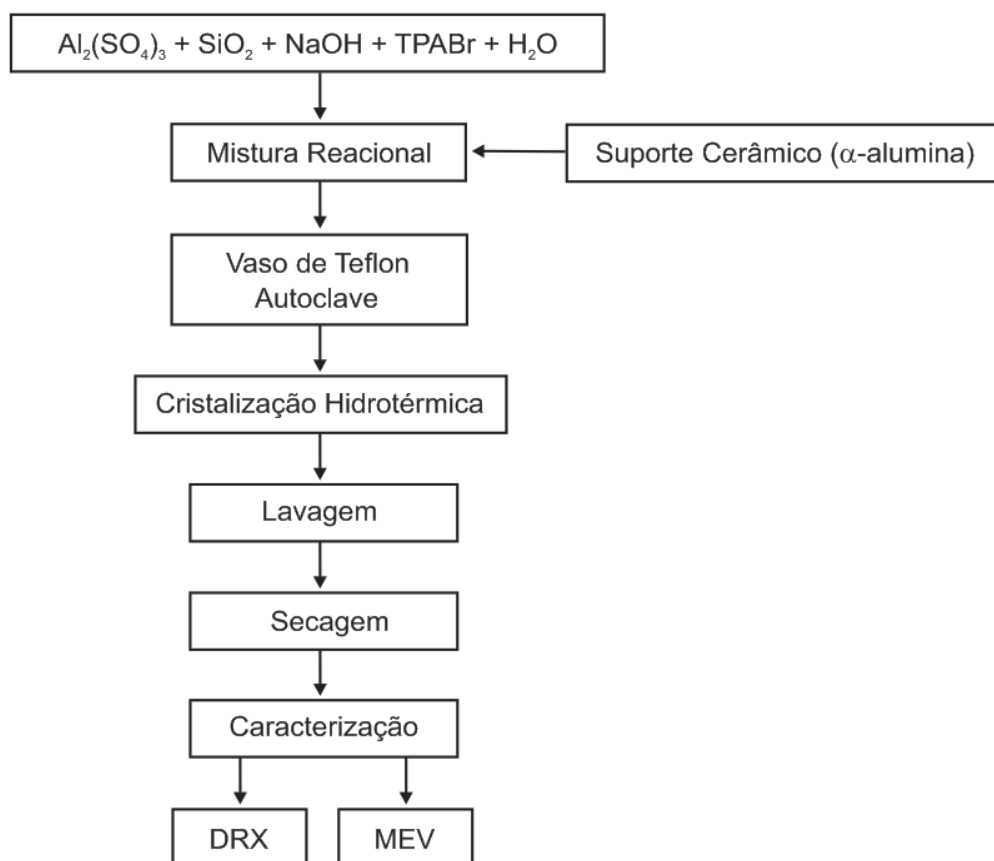 Al₂(SO₄)₃ + SiO₂ + NaOH + TPABr + H₂O
Mistura Reacional
Suporte Cerâmico (α-alumina)
Vaso de Teflon
Autoclave
Cristalização Hidrotérmica
Lavagem
Secagem
Caracterização
DRX
MEV